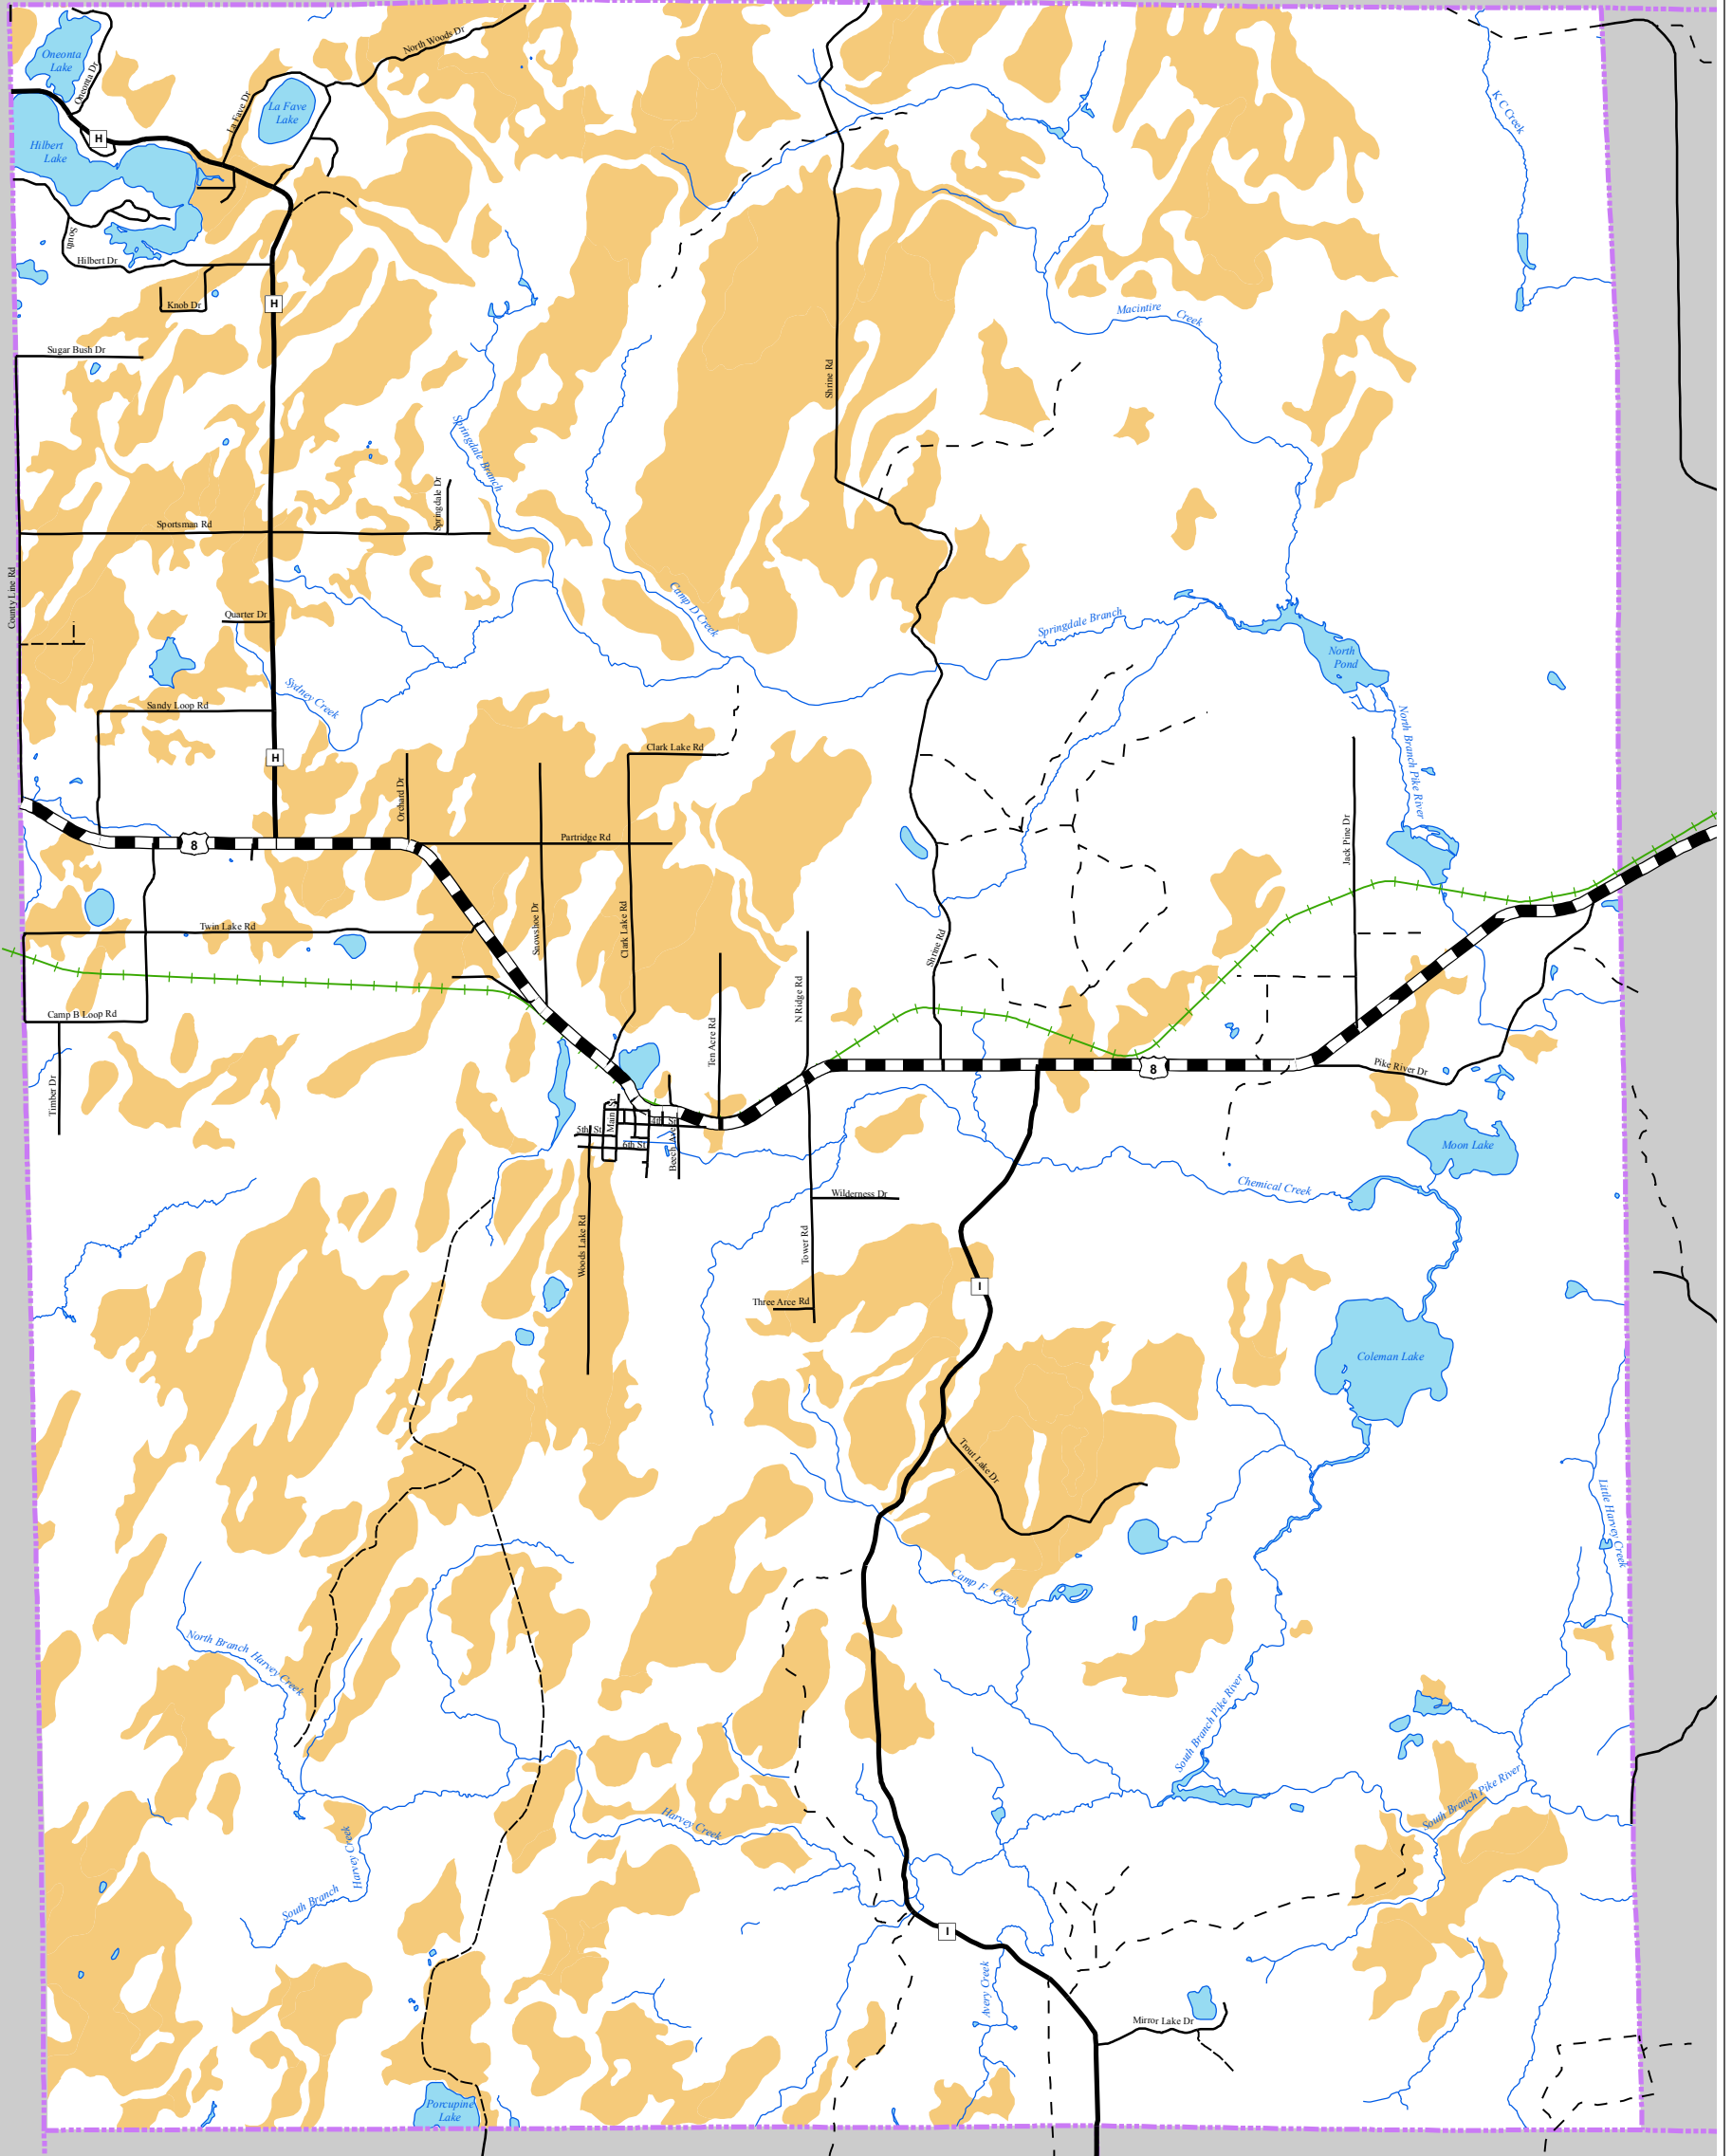 North Woods Dr
Oneonta
Lake
Oneonta Dr
La Fave Dr
La Fave
Lake
K C Creek
H
Hilbert
Lake
South
Hilbert Dr
Knob Dr
H
Macintire Creek
Sugar Bush Dr
Shrine Rd
Springdale Branch
Springdale Dr
Sportsman Rd
County Line Rd
Camp D Creek
Quarter Dr
Springdale Branch
North
Pond
Sydney Creek
Sandy Loop Rd
North Branch Pike River
Clark Lake Rd
H
Orchard Dr
Partridge Rd
8
Jack Pine Dr
Twin Lake Rd
Snowshoe Dr
Clark Lake Rd
Shrine Rd
N Ridge Rd
Camp B Loop Rd
Ten Acre Rd
Timber Dr
8
Pike River Dr
Main St
4th St
5th St
6th St
Beech Ave
Moon Lake
Chemical Creek
Wilderness Dr
Woods Lake Rd
Tower Rd
I
Three Arce Rd
Coleman Lake
Trout Lake Dr
Little Harvey Creek
Camp F Creek
North Branch Harvey Creek
South Branch Pike River
South Branch Pike River
Harvey Creek
South Branch
Harvey Creek
I
Avery Creek
Mirror Lake Dr
Porcupine
Lake